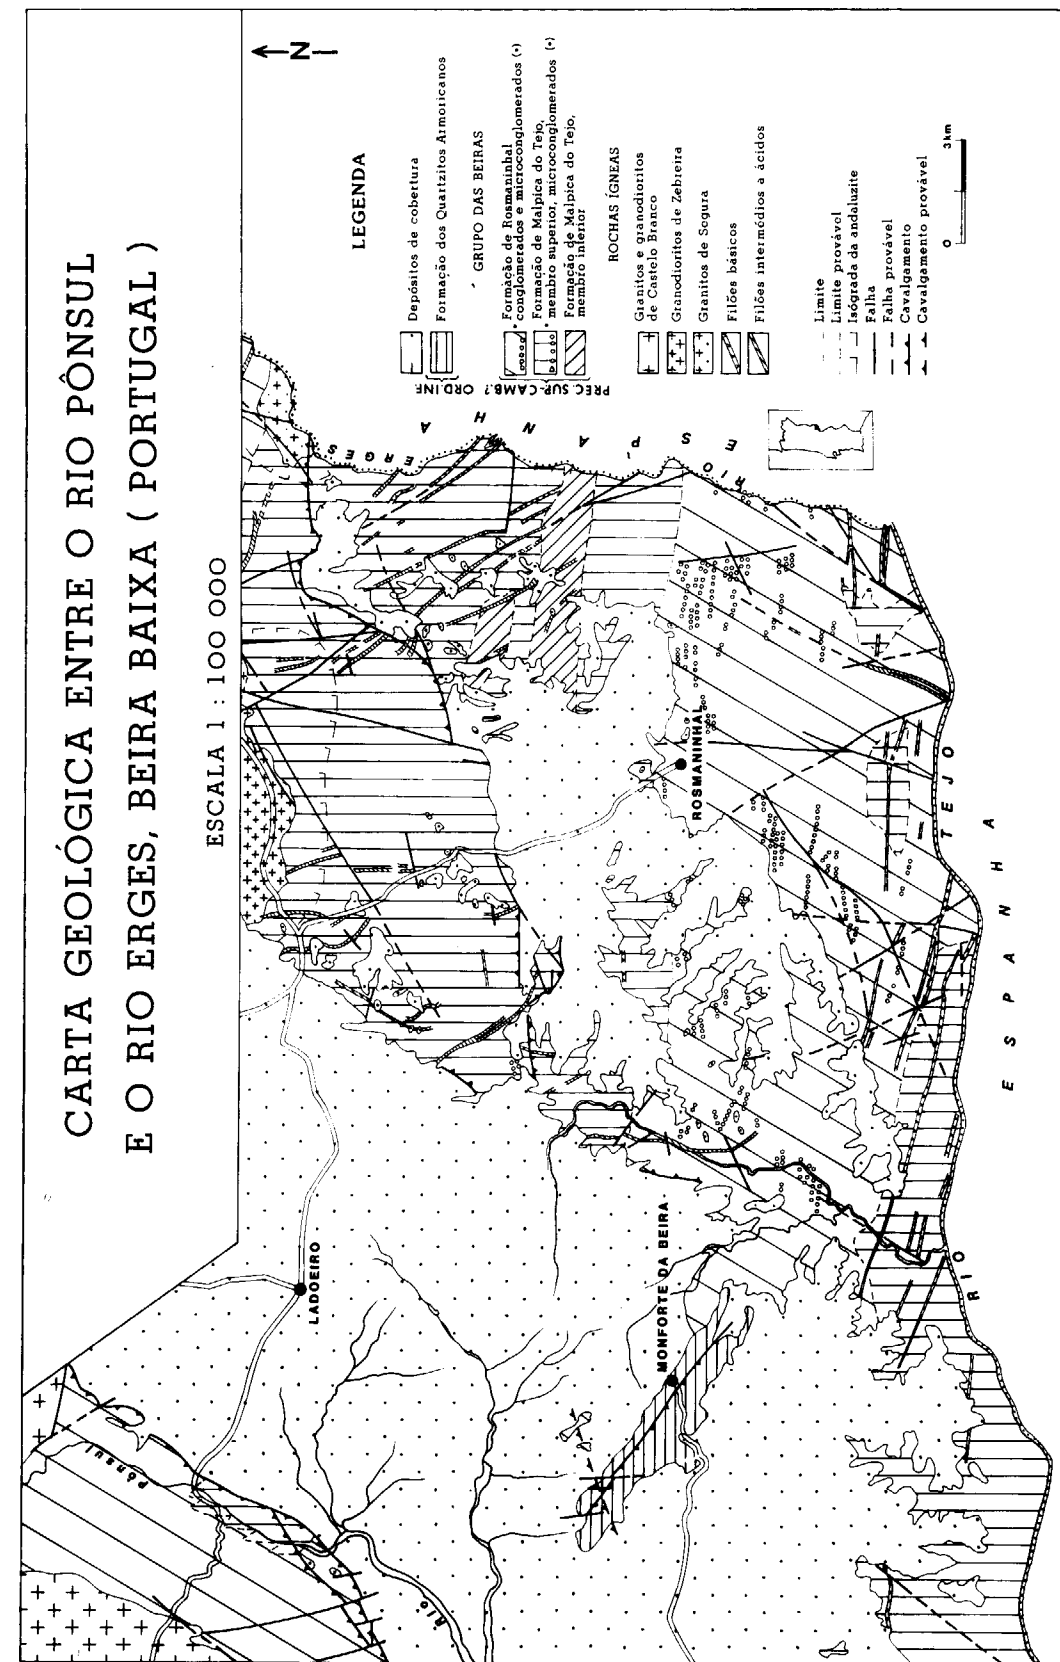 CARTA GEOLÓGICA ENTRE O RIO PÔNSUL
E O RIO ERGES, BEIRA BAIXA ( PORTUGAL )
ESCALA 1 : 100 000
N
LEGENDA
Depósitos de cobertura
Formação dos Quartzitos Armoricanos
GRUPO DAS BEIRAS
Formação de Rosmaninhal
conglomerados e microconglomerados (•)
Formação de Malpica do Tejo,
membro superior, microconglomerados (•)
Formação de Malpica do Tejo,
membro inferior
PREC. SUP.-CAMB.? ORD. INF.
ROCHAS ÍGNEAS
Granitos e granodioritos
de Castelo Branco
Granodioritos de Zebreira
Granitos de Segura
Filões básicos
Filões intermédios a ácidos
Limite
Limite provável
Isógrada da andaluzite
Falha
Falha provável
Cavalgamento
Cavalgamento provável
0 3km
RIO ERGES
ESPANHA
ROSMANINHAL
LADOEIRO
MONFORTE DA BEIRA
RIO TEJO
ESPANHA
RIO Pônsul